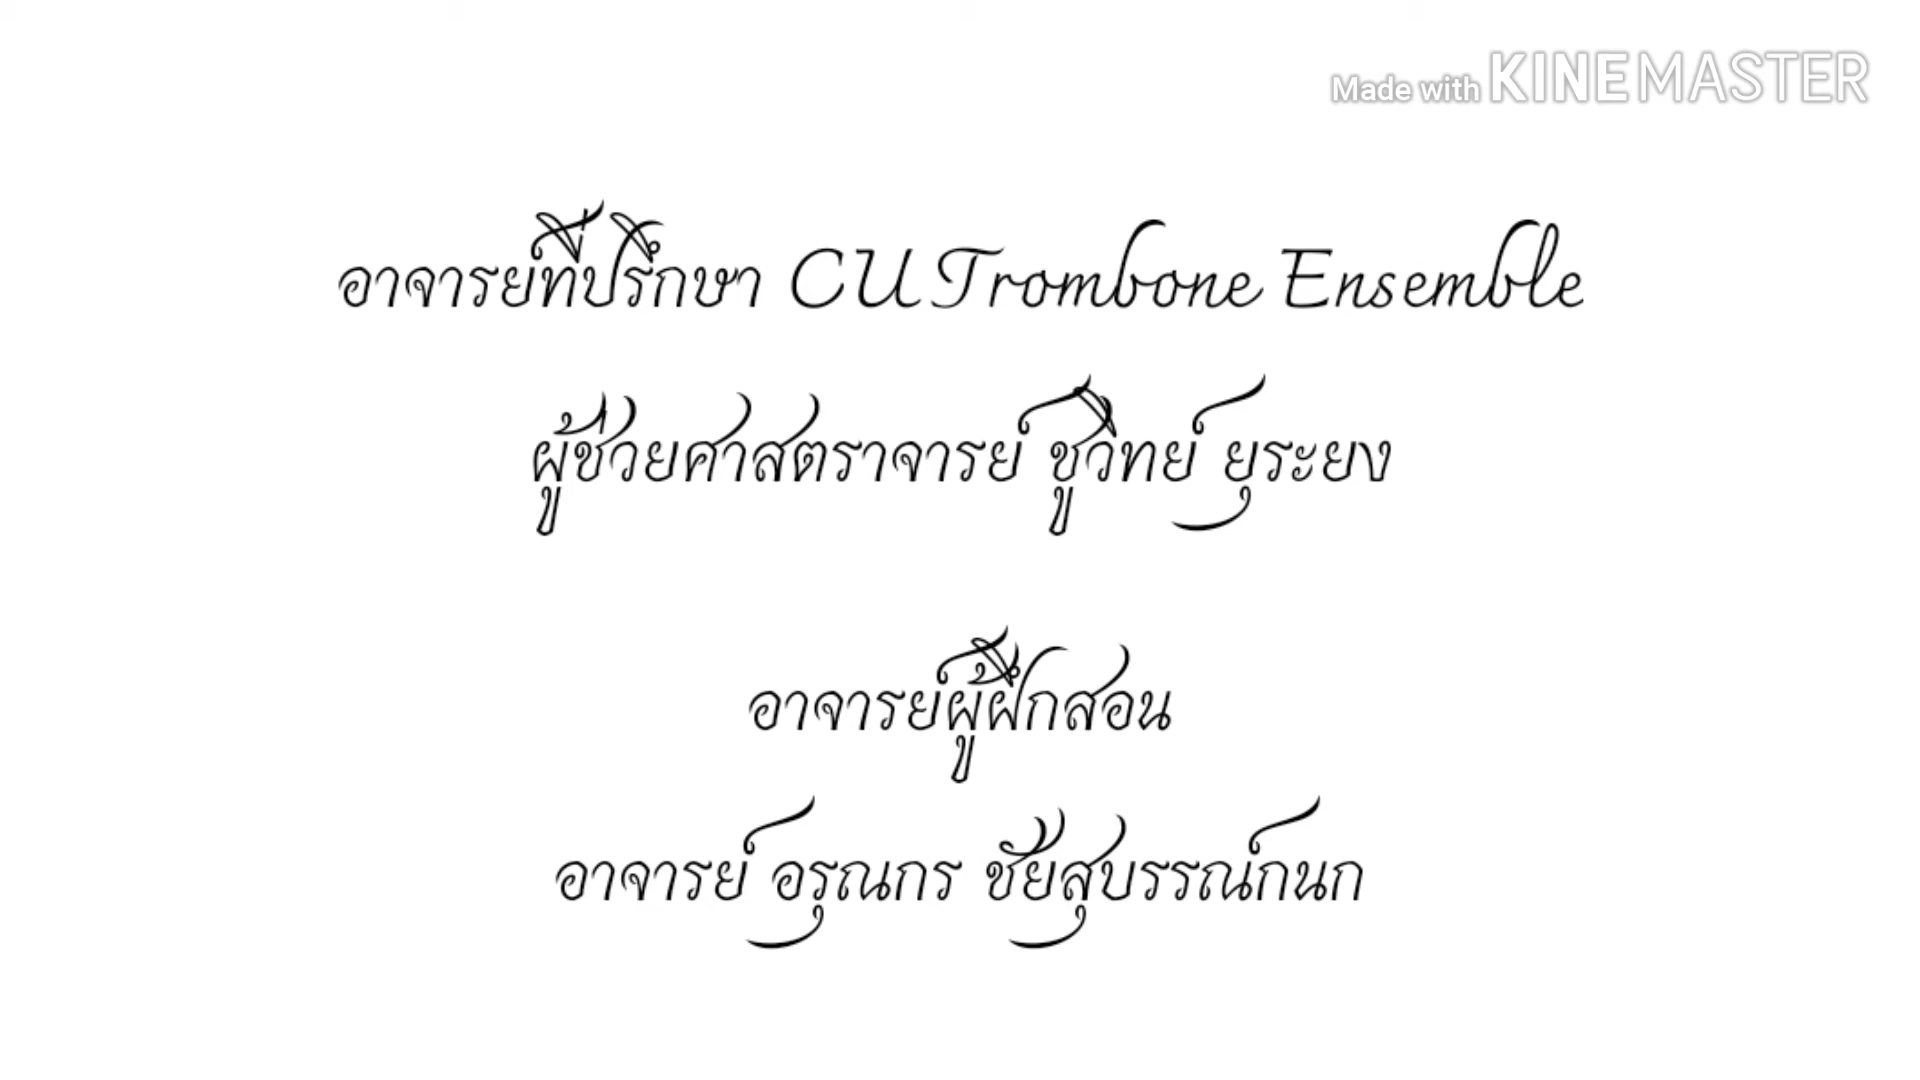 Made with KINEMASTER
อาจารย์ที่ปรึกษา CU Trombone Ensemble
ผู้ช่วยศาสตราจารย์ ชูวิทย์ ยุระยง
อาจารย์ผู้ฝึกสอน
อาจารย์ อรุณกร ชัยสุบรรณ์กนก